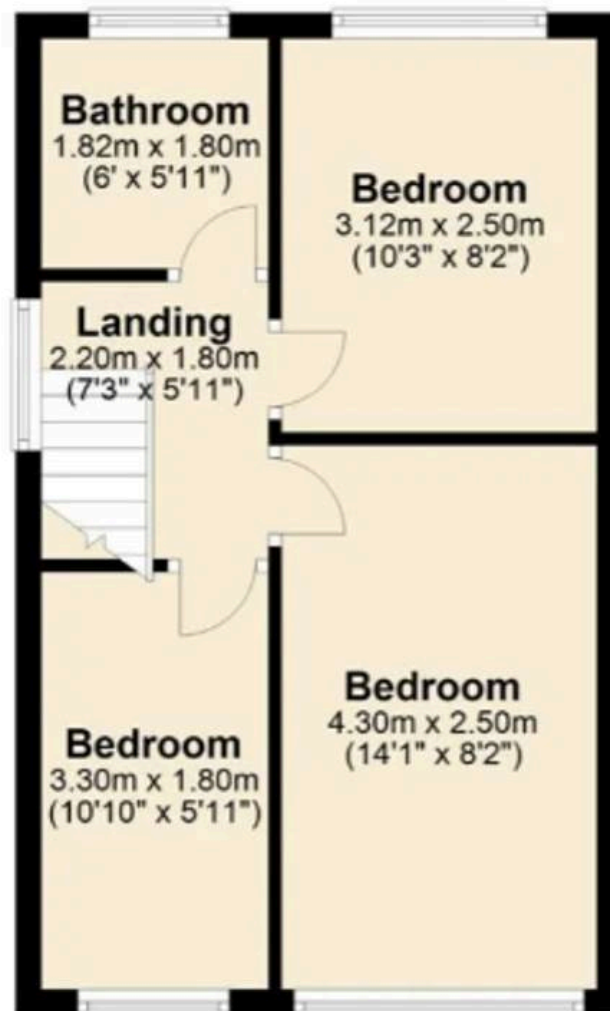 Bathroom
1.82m x 1.80m
(6' x 5'11")
Bedroom
3.12m x 2.50m
(10'3" x 8'2")
Landing
2.20m x 1.80m
(7'3" x 5'11")
Bedroom
3.30m x 1.80m
(10'10" x 5'11")
Bedroom
4.30m x 2.50m
(14'1" x 8'2")